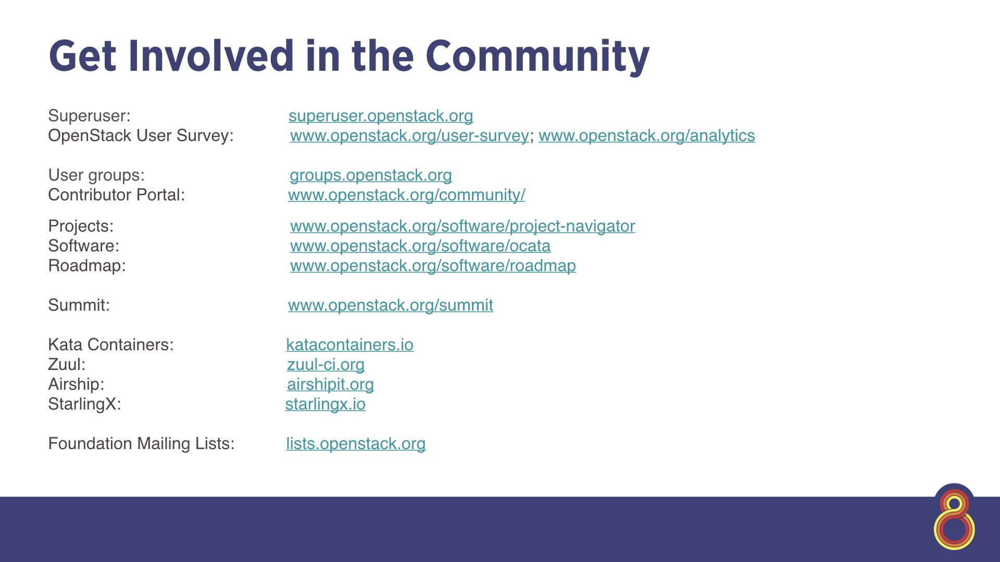 Get Involved in the Community
Superuser: superuser.openstack.org
OpenStack User Survey: www.openstack.org/user-survey; www.openstack.org/analytics
User groups: groups.openstack.org
Contributor Portal: www.openstack.org/community/
Projects: www.openstack.org/software/project-navigator
Software: www.openstack.org/software/ocata
Roadmap: www.openstack.org/software/roadmap
Summit: www.openstack.org/summit
Kata Containers: katacontainers.io
Zuul: zuul-ci.org
Airship: airshipit.org
StarlingX: starlingx.io
Foundation Mailing Lists: lists.openstack.org
8